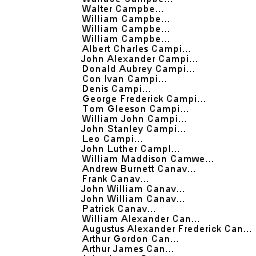 Walter Campbe...
William Campbe...
William Campbe...
William Campbe...
Albert Charles Campi...
John Alexander Campi...
Donald Aubrey Campi...
Con Ivan Campi...
Denis Campi...
George Frederick Campi...
Tom Gleeson Campi...
William John Campi...
John Stanley Campi...
Leo Campi...
John Luther Campl...
William Maddison Camwe...
Andrew Burnett Canav...
Frank Canav...
John William Canav...
John William Canav...
Patrick Canav...
William Alexander Can...
Augustus Alexander Frederick Can...
Arthur Gordon Can...
Arthur James Can...